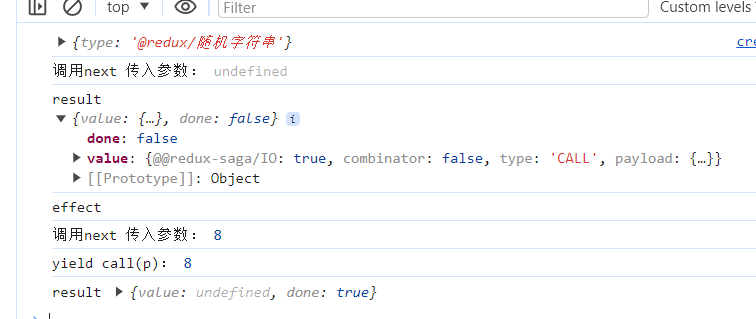 top
Filter
Custom levels
{type: '@redux/随机字符串'}
cre
调用next 传入参数： undefined
result
{value: {…}, done: false} i
done: false
value: {@@redux-saga/IO: true, combinator: false, type: 'CALL', payload: {…}}
[[Prototype]]: Object
effect
调用next 传入参数： 8
yield call(p)： 8
result {value: undefined, done: true}